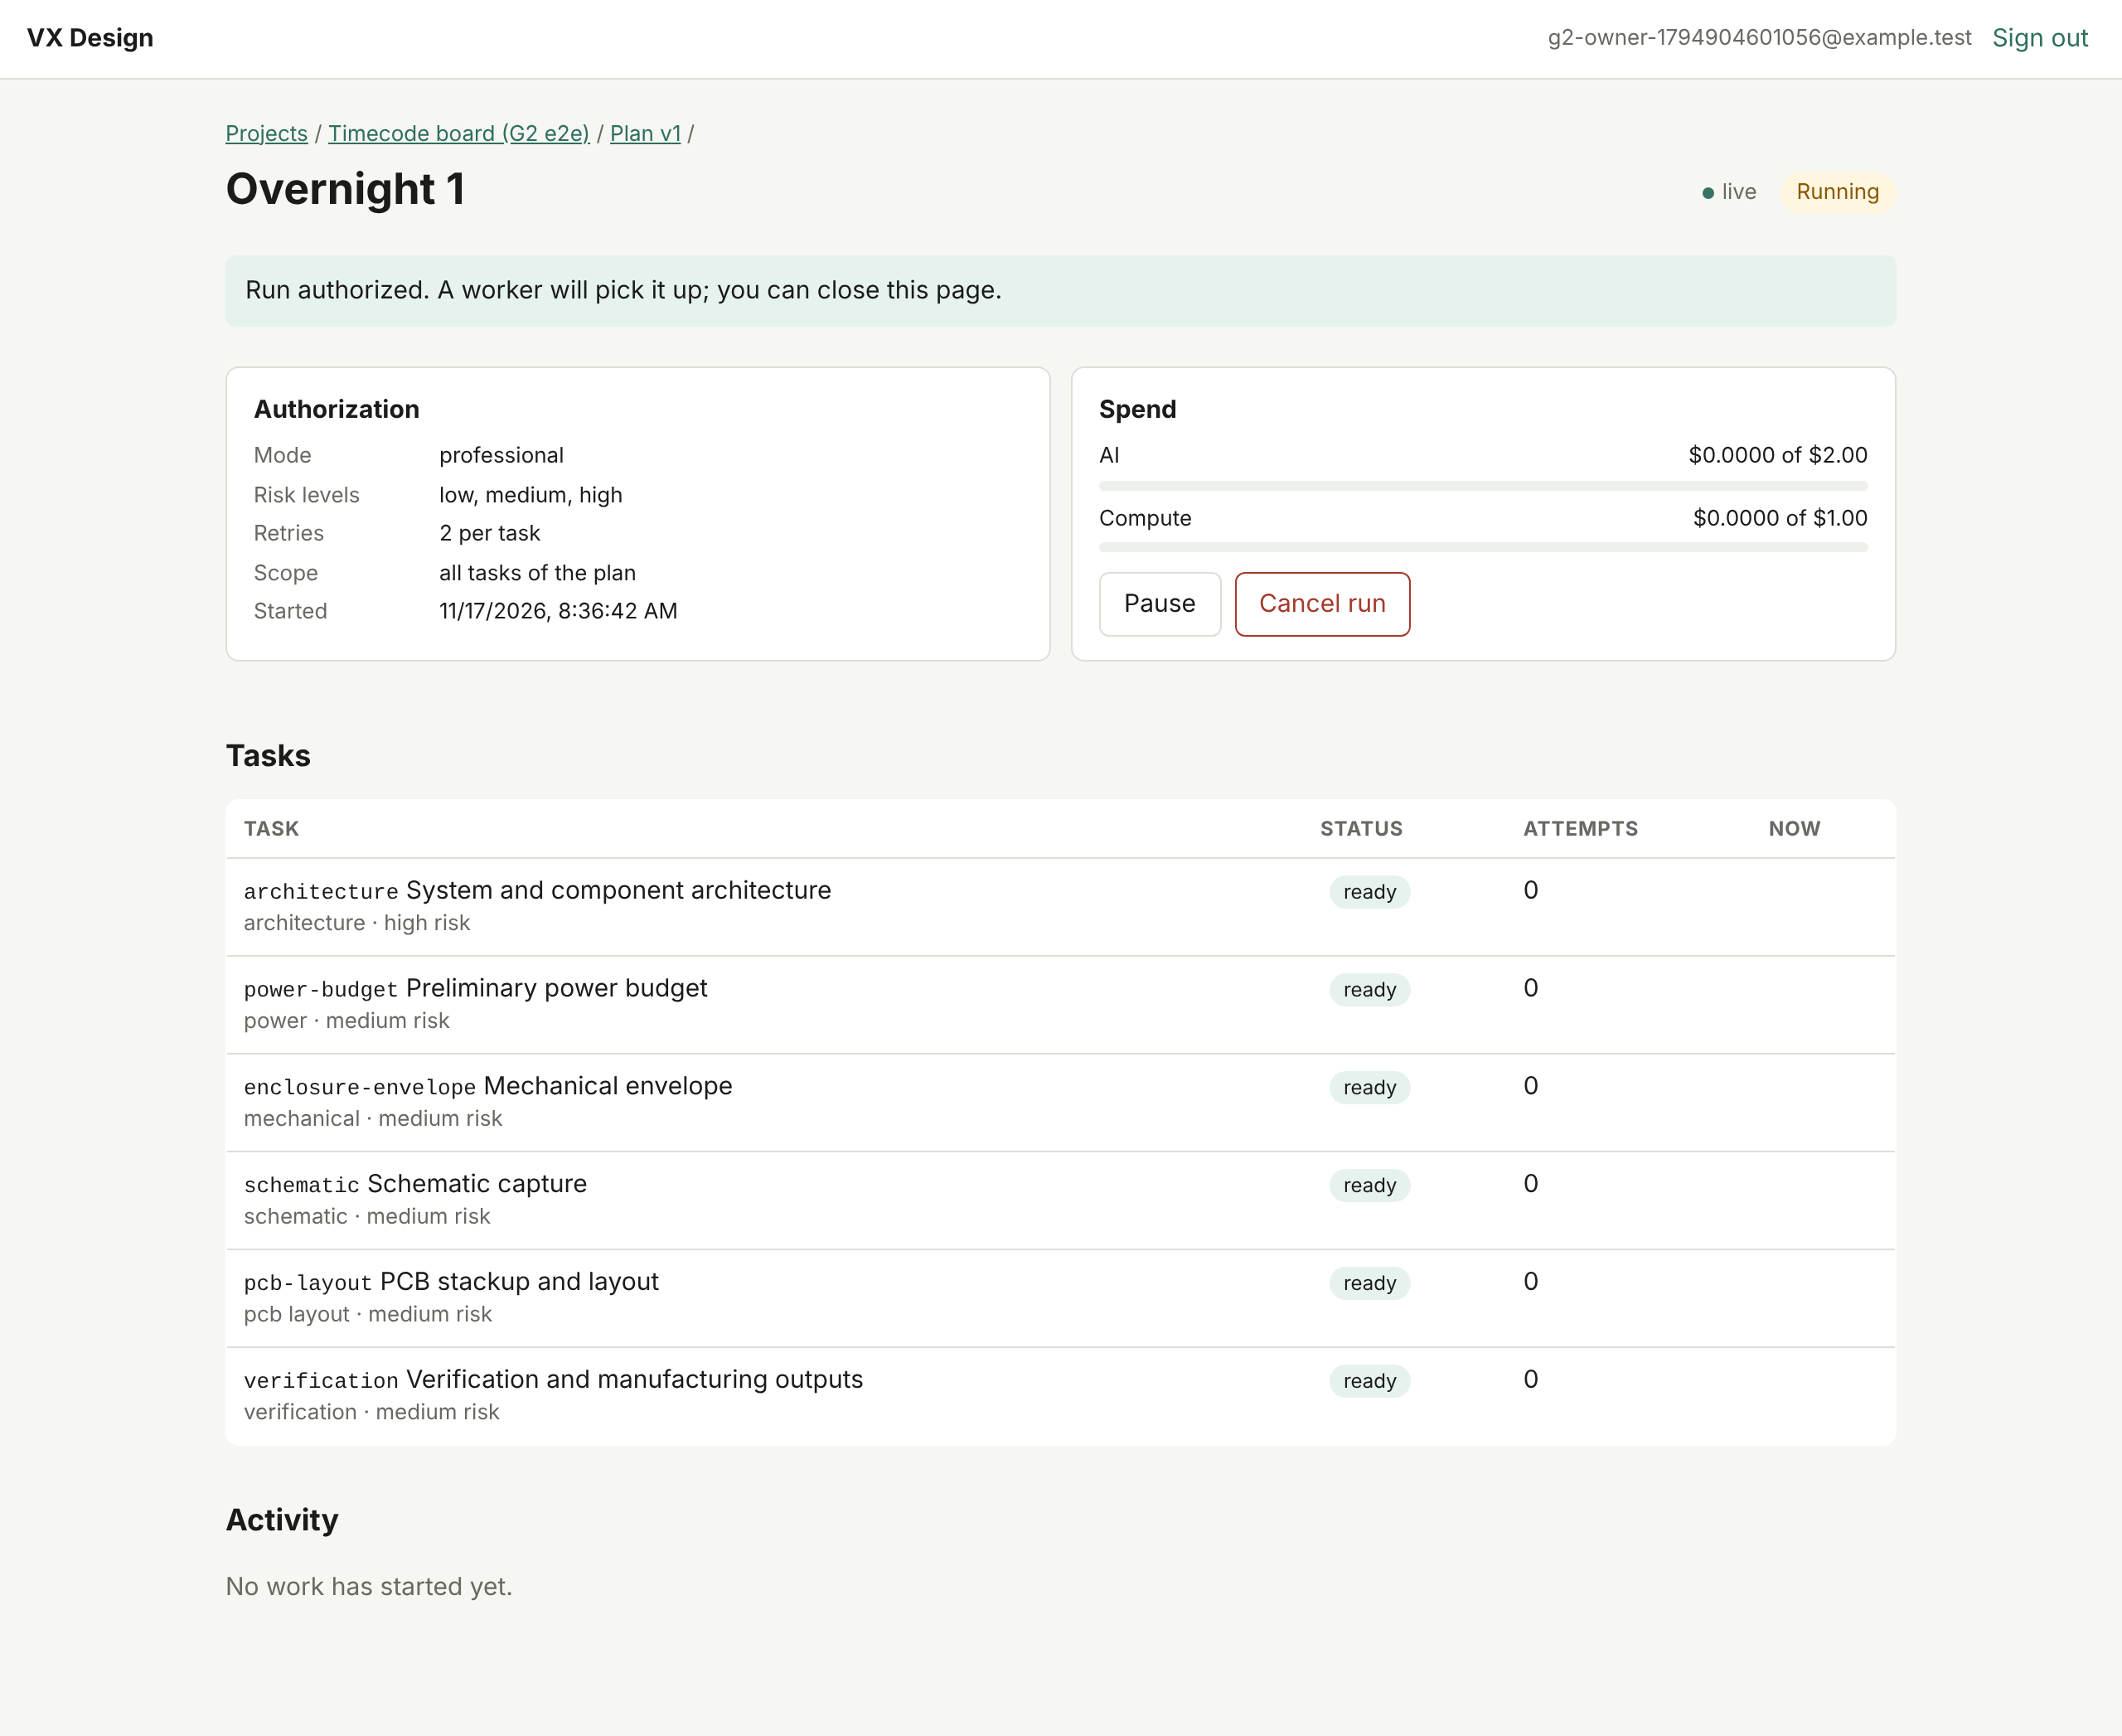 VX Design
g2-owner-1794904601056@example.test Sign out
Projects / Timecode board (G2 e2e) / Plan v1 /
Overnight 1
live Running
Run authorized. A worker will pick it up; you can close this page.
Authorization
Mode professional
Risk levels low, medium, high
Retries 2 per task
Scope all tasks of the plan
Started 11/17/2026, 8:36:42 AM
Spend
AI $0.0000 of $2.00
Compute $0.0000 of $1.00
Pause Cancel run
Tasks
TASK STATUS ATTEMPTS NOW
architecture System and component architecture ready 0
architecture · high risk
power-budget Preliminary power budget ready 0
power · medium risk
enclosure-envelope Mechanical envelope ready 0
mechanical · medium risk
schematic Schematic capture ready 0
schematic · medium risk
pcb-layout PCB stackup and layout ready 0
pcb layout · medium risk
verification Verification and manufacturing outputs ready 0
verification · medium risk
Activity
No work has started yet.